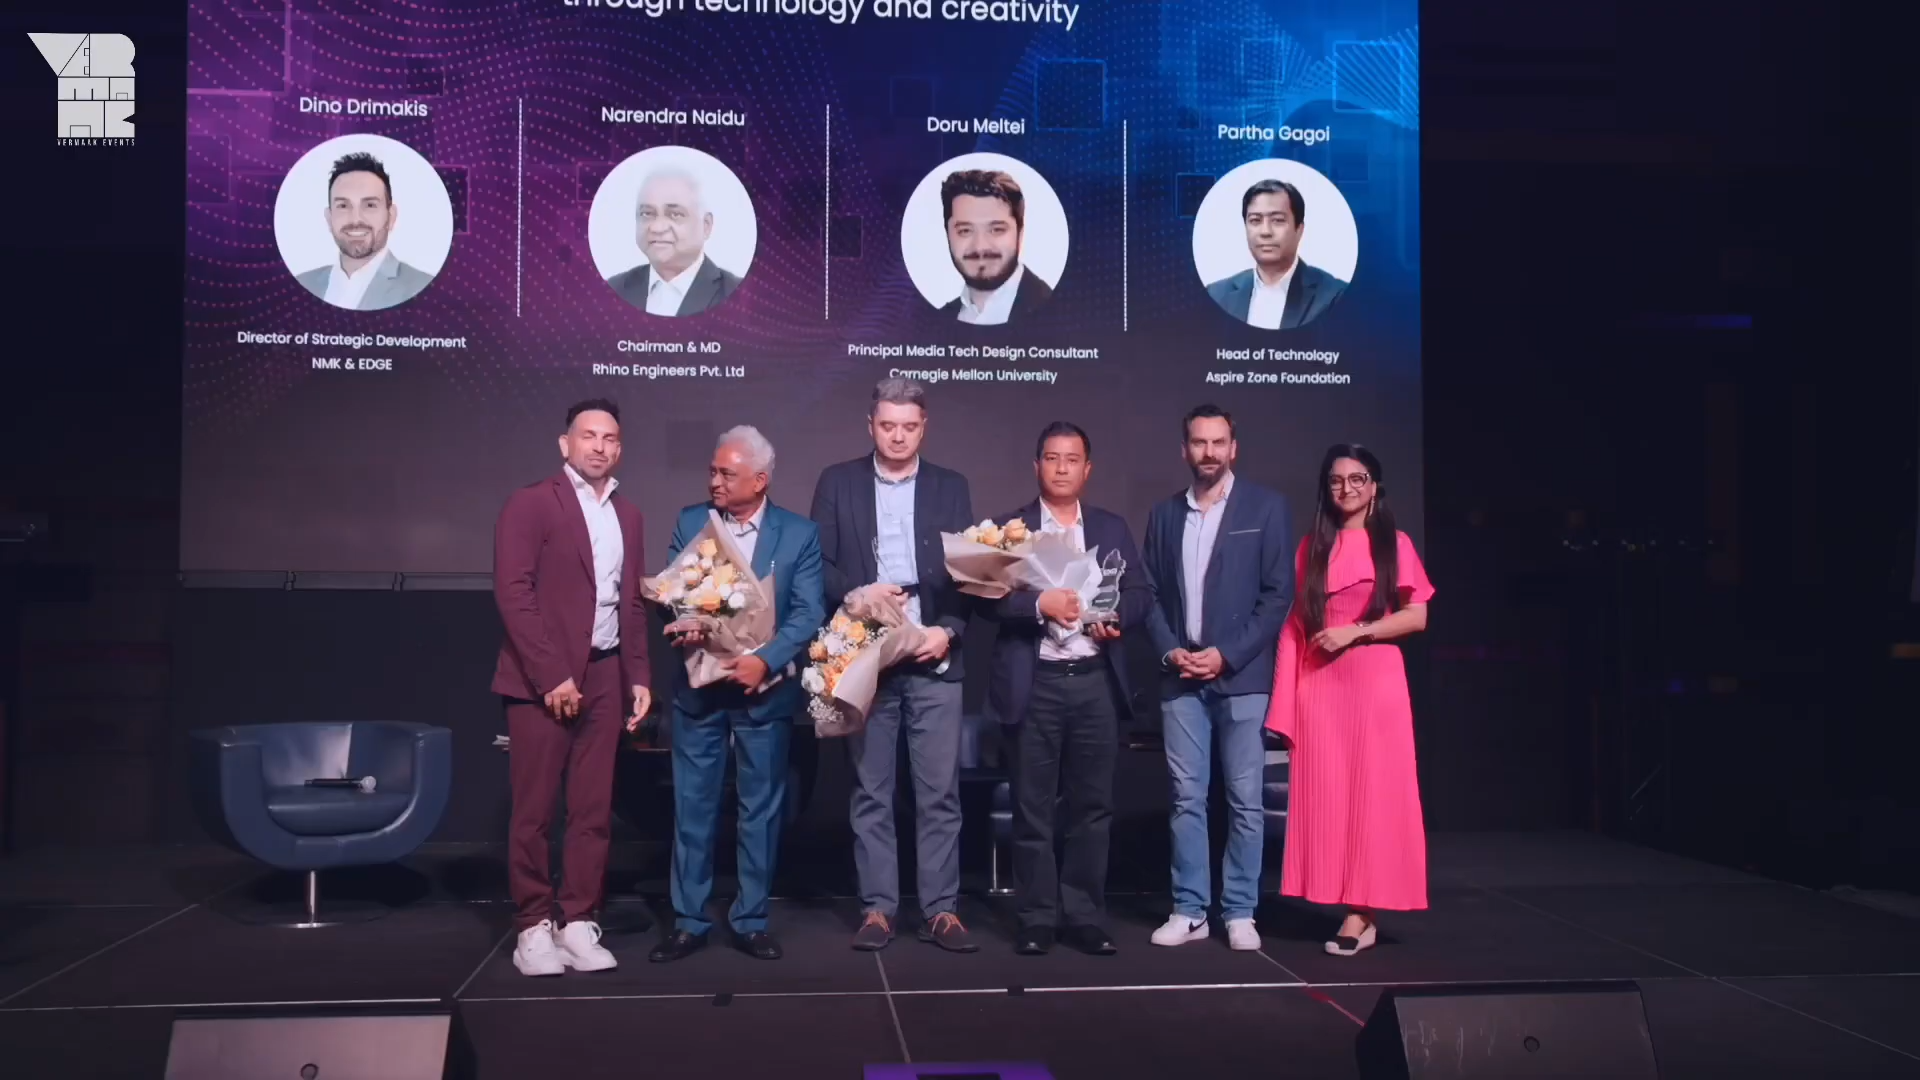 through technology and creativity
VERMARK
VERMARK EVENTS
Dino Drimakis
Narendra Naidu
Doru Meltei
Partha Gagoi
Director of Strategic Development
NMK & EDGE
Chairman & MD
Rhino Engineers Pvt. Ltd
Principal Media Tech Design Consultant
Carnegie Mellon University
Head of Technology
Aspire Zone Foundation